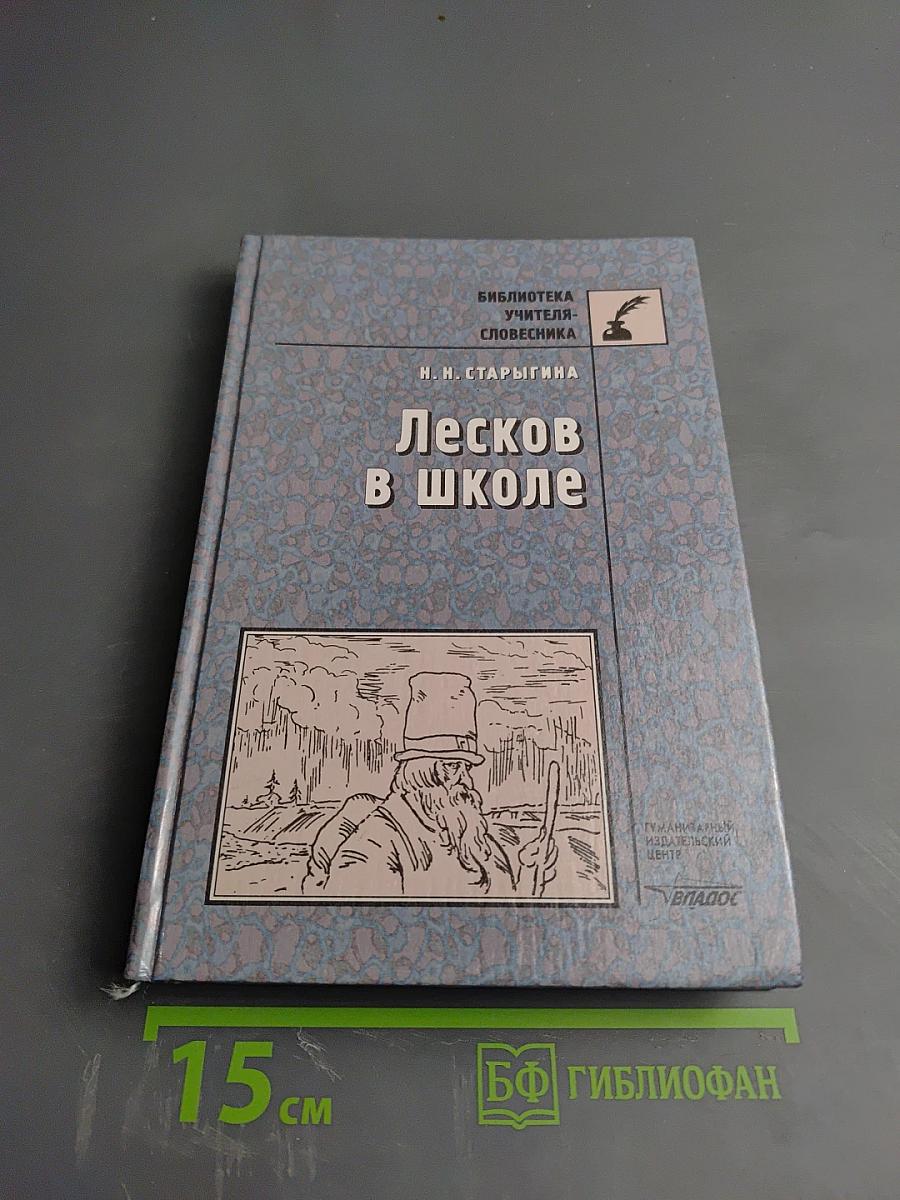 БИБЛИОТЕКА
УЧИТЕЛЯ-
СЛОВЕСНИКА
Н. Н. СТАРЫГИНА
Лесков
в школе
ГУМАНИТАРНЫЙ
ИЗДАТЕЛЬСКИЙ
ЦЕНТР
ВЛАДОС
15 см
БФ ГИБЛИОФАН